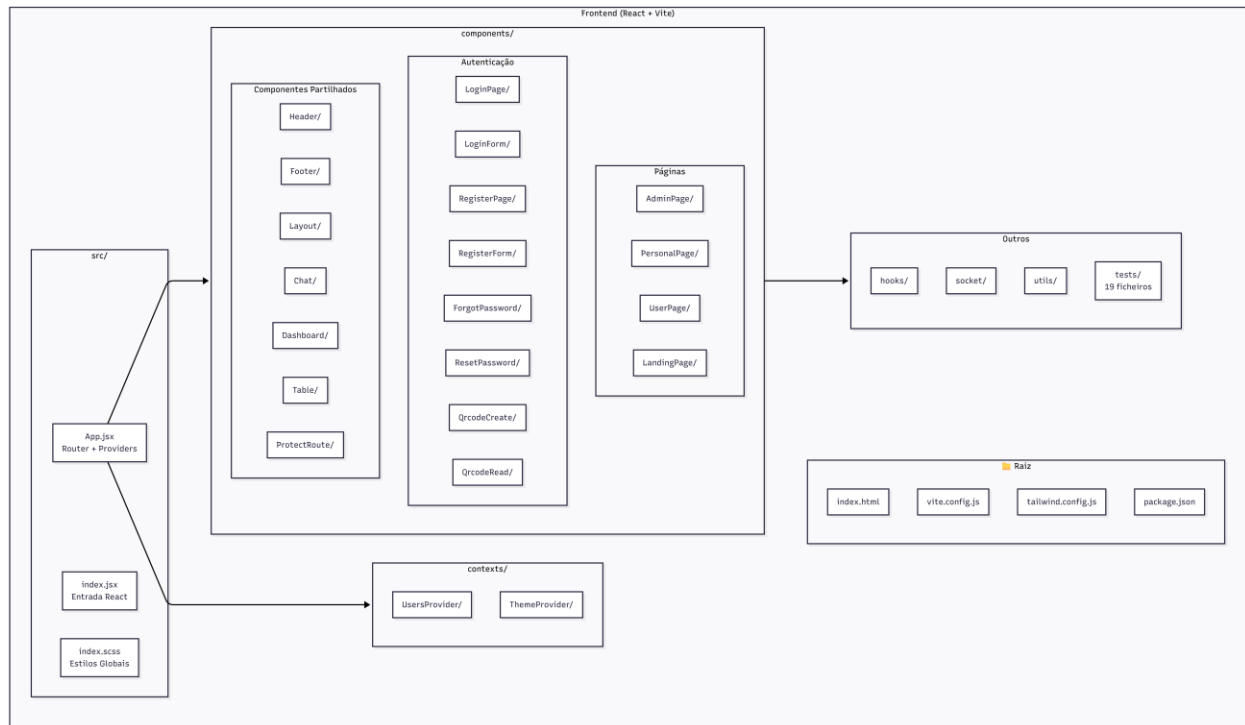 Frontend (React + Vite)
components/
Componentes Partilhados
Header/
Footer/
Layout/
Chat/
Dashboard/
Table/
ProtectRoute/
Autenticação
LoginPage/
LoginForm/
RegisterPage/
RegisterForm/
ForgotPassword/
ResetPassword/
QrcodeCreate/
QrcodeRead/
Páginas
AdminPage/
PersonalPage/
UserPage/
LandingPage/
src/
App.jsx
Router + Providers
index.jsx
Entrada React
index.scss
Estilos Globais
contexts/
UsersProvider/
ThemeProvider/
Outros
hooks/
socket/
utils/
tests/
19 ficheiros
Raiz
index.html
vite.config.js
tailwind.config.js
package.json